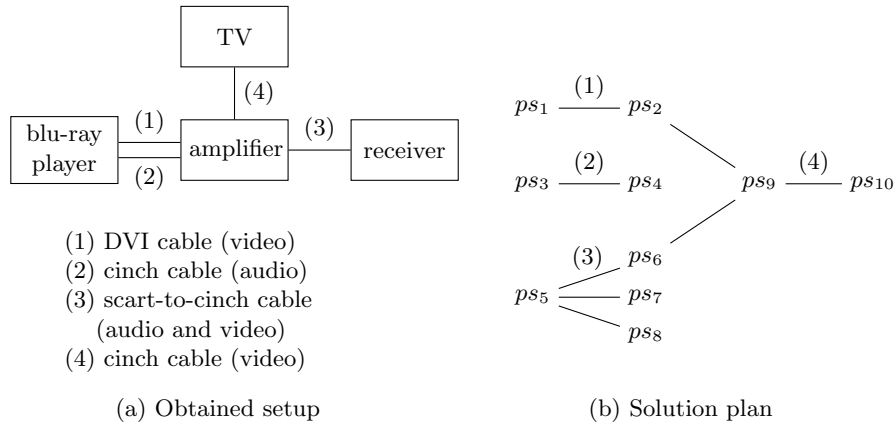 TV
(4)
(1)
(3)
blu-ray
player
amplifier
receiver
(2)
(1) DVI cable (video)
(2) cinch cable (audio)
(3) scart-to-cinch cable
(audio and video)
(4) cinch cable (video)
(a) Obtained setup
(1)
ps1 ps2
(2) (4)
ps3 ps4 ps9 ps10
(3) ps6
ps5 ps7
ps8
(b) Solution plan